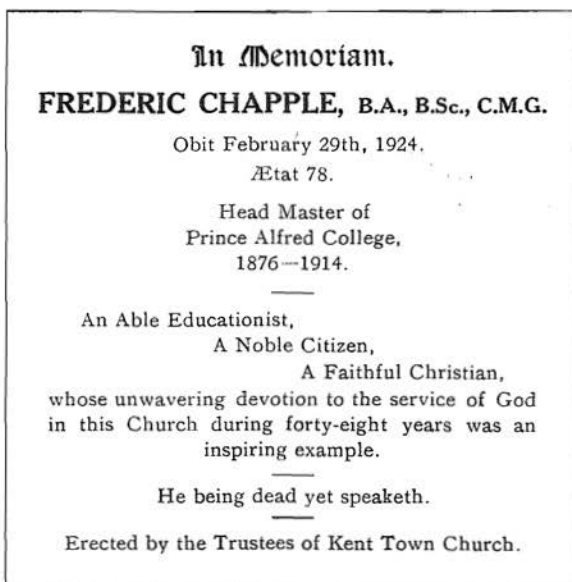 In Memoriam.
FREDERIC CHAPPLE, B.A., B.Sc., C.M.G.
Obit February 29th, 1924.
Ætat 78.
Head Master of
Prince Alfred College,
1876—1914.
An Able Educationist,
A Noble Citizen,
A Faithful Christian,
whose unwavering devotion to the service of God
in this Church during forty-eight years was an
inspiring example.
He being dead yet speaketh.
Erected by the Trustees of Kent Town Church.